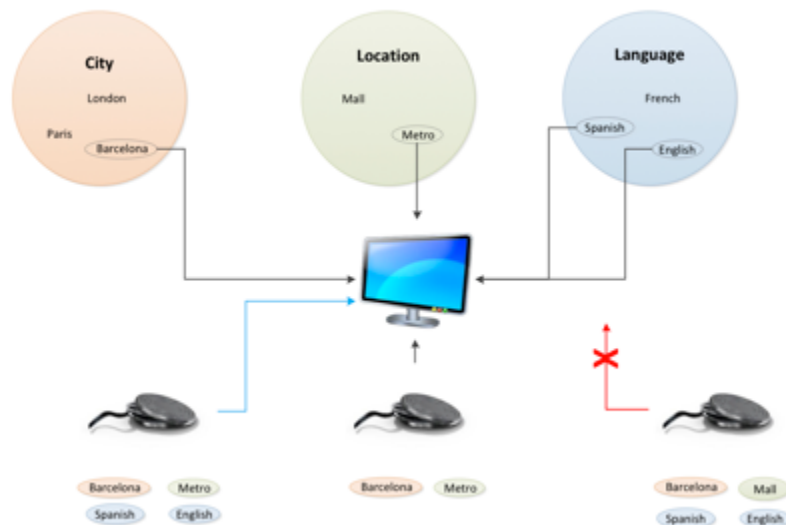 City
London
Paris
Barcelona
Location
Mall
Metro
Language
French
Spanish
English
Barcelona Metro
Spanish English
Barcelona Metro
Barcelona Mall
Spanish English